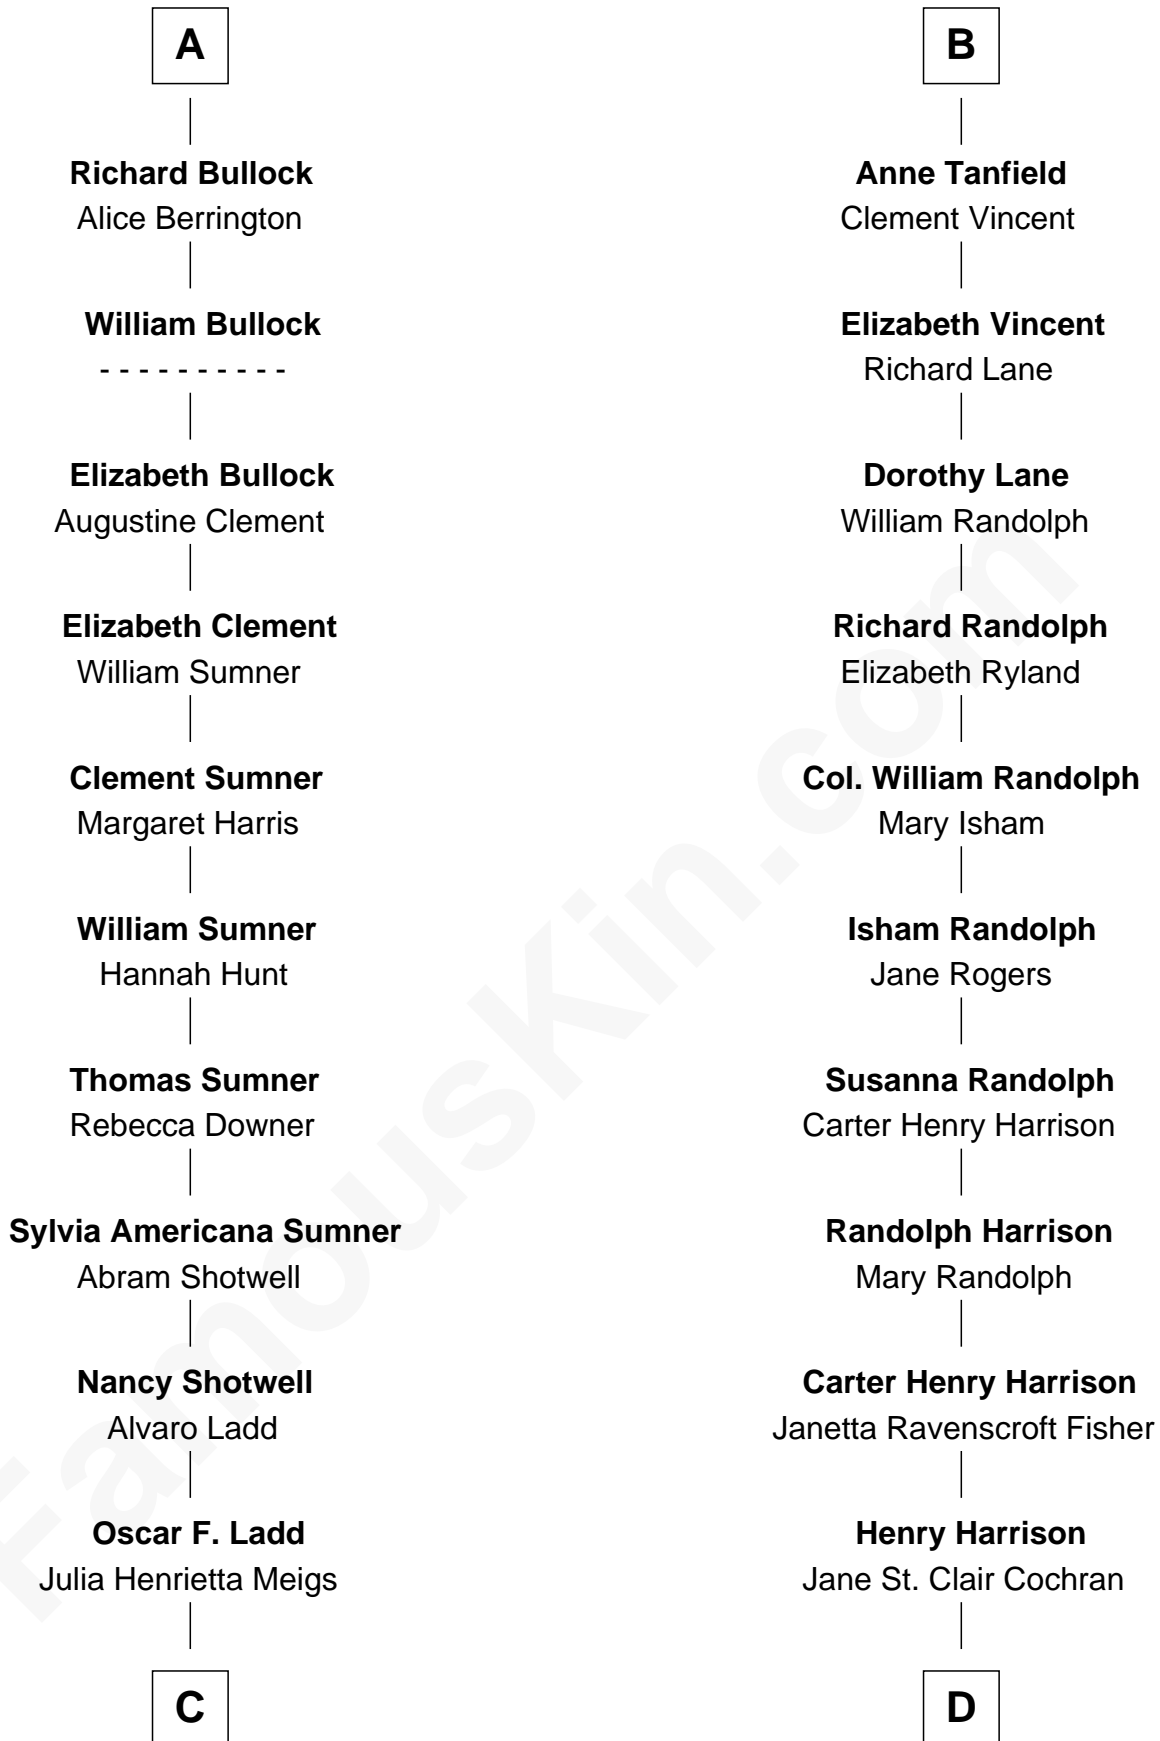 A
Richard Bullock
Alice Berrington
William Bullock
- - - - - - - - - -
Elizabeth Bullock
Augustine Clement
Elizabeth Clement
William Sumner
Clement Sumner
Margaret Harris
William Sumner
Hannah Hunt
Thomas Sumner
Rebecca Downer
Sylvia Americana Sumner
Abram Shotwell
Nancy Shotwell
Alvaro Ladd
Oscar F. Ladd
Julia Henrietta Meigs
C
B
Anne Tanfield
Clement Vincent
Elizabeth Vincent
Richard Lane
Dorothy Lane
William Randolph
Richard Randolph
Elizabeth Ryland
Col. William Randolph
Mary Isham
Isham Randolph
Jane Rogers
Susanna Randolph
Carter Henry Harrison
Randolph Harrison
Mary Randolph
Carter Henry Harrison
Janetta Ravenscroft Fisher
Henry Harrison
Jane St. Clair Cochran
D
FamousKin.com